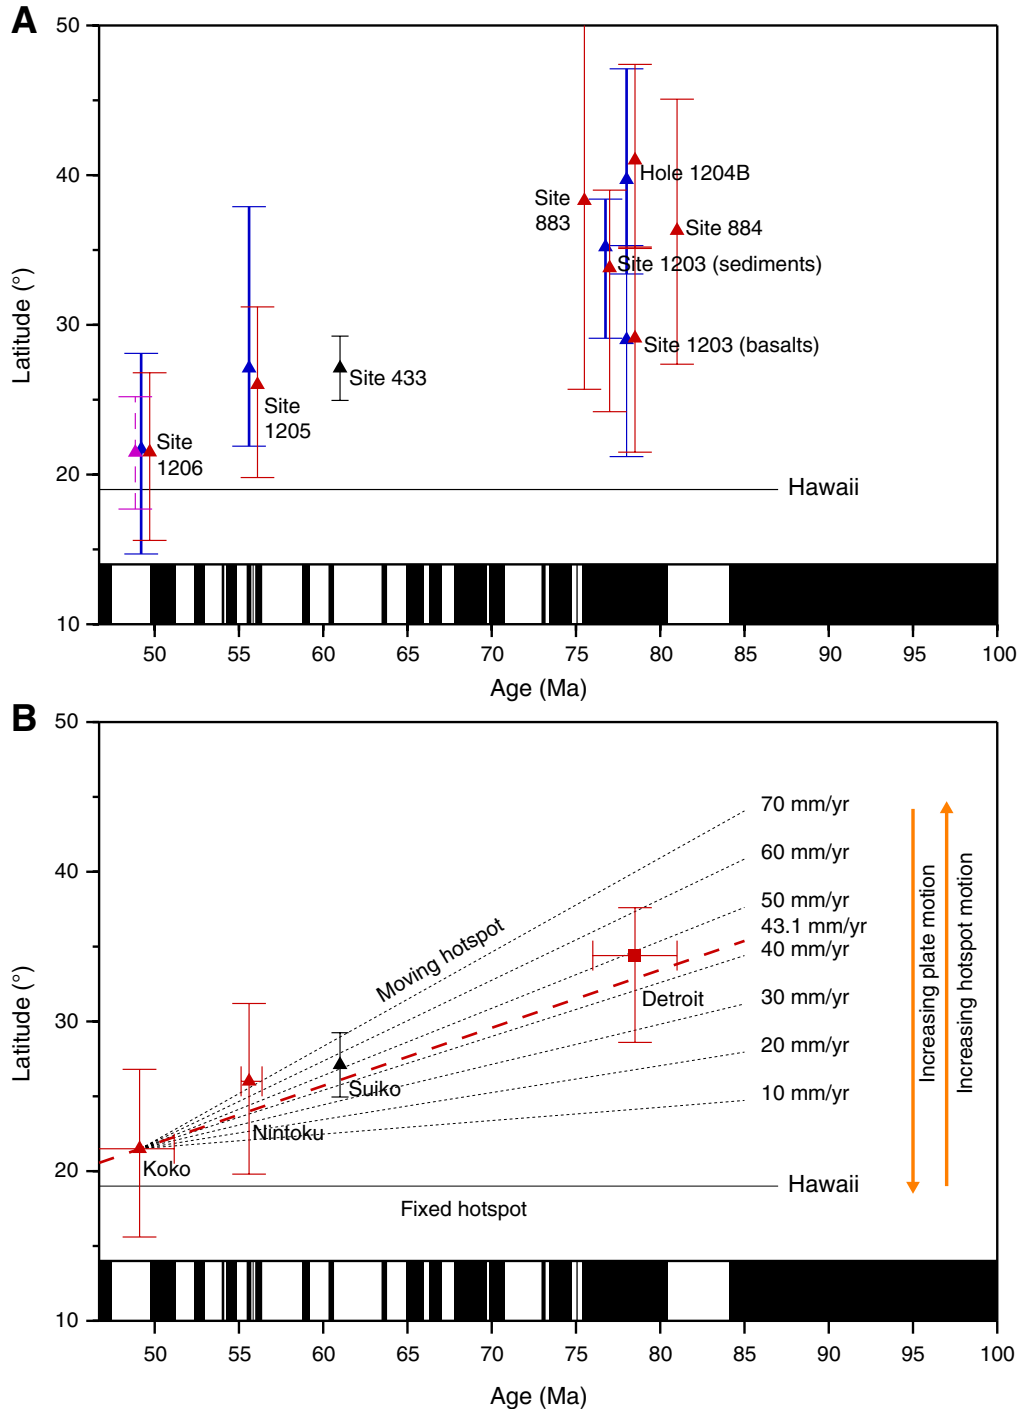 A
50
40
30
20
10
Latitude (°)
Hole 1204B
Site
883
Site 884
Site 1203 (sediments)
Site 1203 (basalts)
Site 433
Site
1205
Site
1206
Hawaii
50 55 60 65 70 75 80 85 90 95 100
Age (Ma)
B
50
40
30
20
10
Latitude (°)
70 mm/yr
60 mm/yr
50 mm/yr
43.1 mm/yr
40 mm/yr
30 mm/yr
20 mm/yr
10 mm/yr
Moving hotspot
Detroit
Suiko
Nintoku
Koko
Hawaii
Fixed hotspot
Increasing plate motion
Increasing hotspot motion
50 55 60 65 70 75 80 85 90 95 100
Age (Ma)